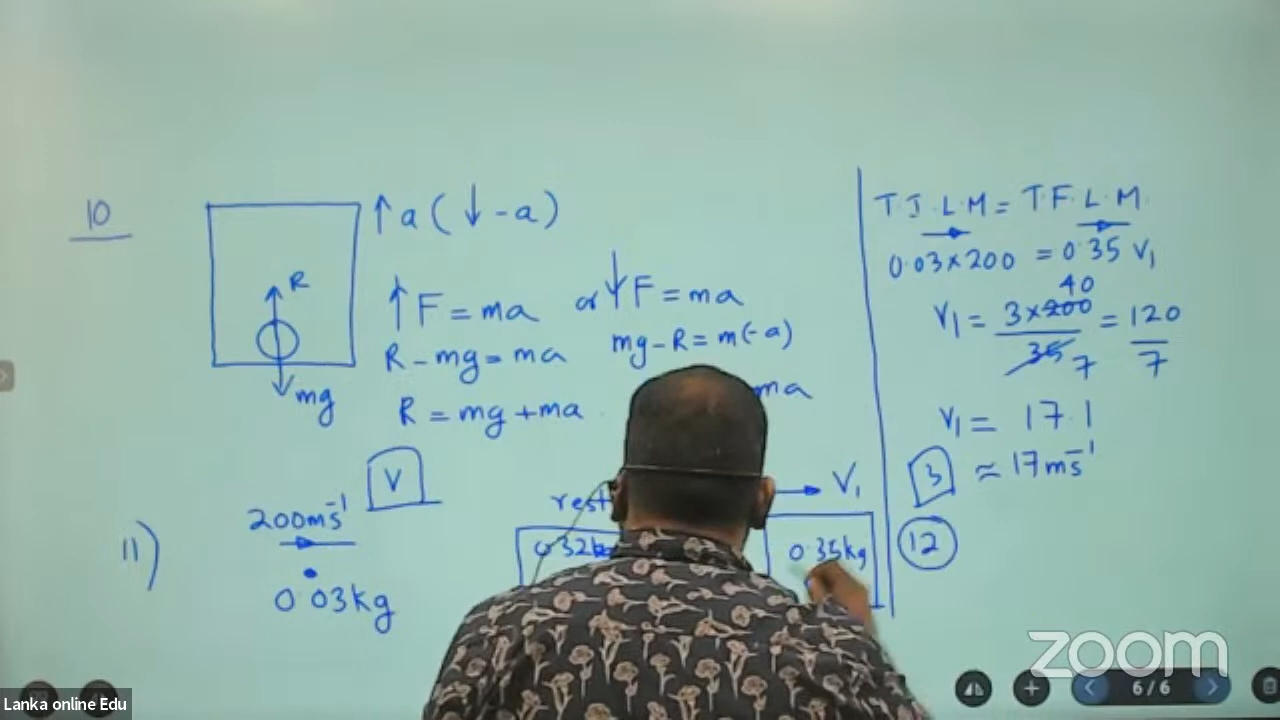 10
↑a(↓-a)
R
mg
↑F = ma or ↓F = ma
R - mg = ma mg - R = m(-a)
R = mg + ma ma
V
11)
200ms⁻¹
0.03kg
rest
0.32k
V₁
0.35kg
T.I.L.M = T.F.L.M.
0.03×200 = 0.35 V₁
40
V₁ = 3×200/35 = 120/7
7
V₁ = 17.1
3 ≈ 17ms⁻¹
12
zoom
6/6
Lanka online Edu